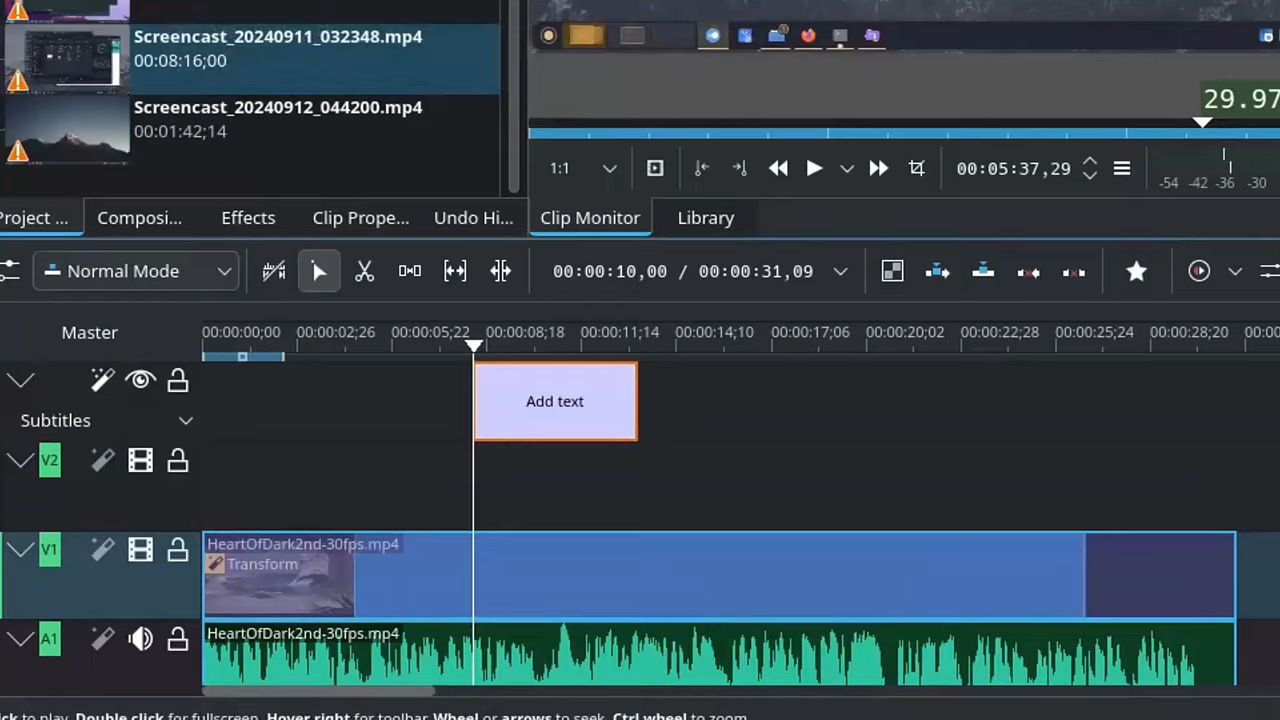 Screencast_20240911_032348.mp4
00:08:16;00
Screencast_20240912_044200.mp4
00:01:42;14
29.97
1:1
00:05:37,29
-54 -42 -36 -30
Project ... Composi... Effects Clip Prope... Undo Hi... Clip Monitor Library
Normal Mode
00:00:10,00 / 00:00:31,09
Master
00:00:00;00 00:00:02;26 00:00:05;22 00:00:08;18 00:00:11;14 00:00:14;10 00:00:17;06 00:00:20;02 00:00:22;28 00:00:25;24 00:00:28;20 00:00
Add text
Subtitles
V2
V1
HeartOfDark2nd-30fps.mp4
Transform
A1
HeartOfDark2nd-30fps.mp4
ick to play, Double click for fullscreen, Hover right for toolbar, Wheel or arrows to seek, Ctrl wheel to zoom